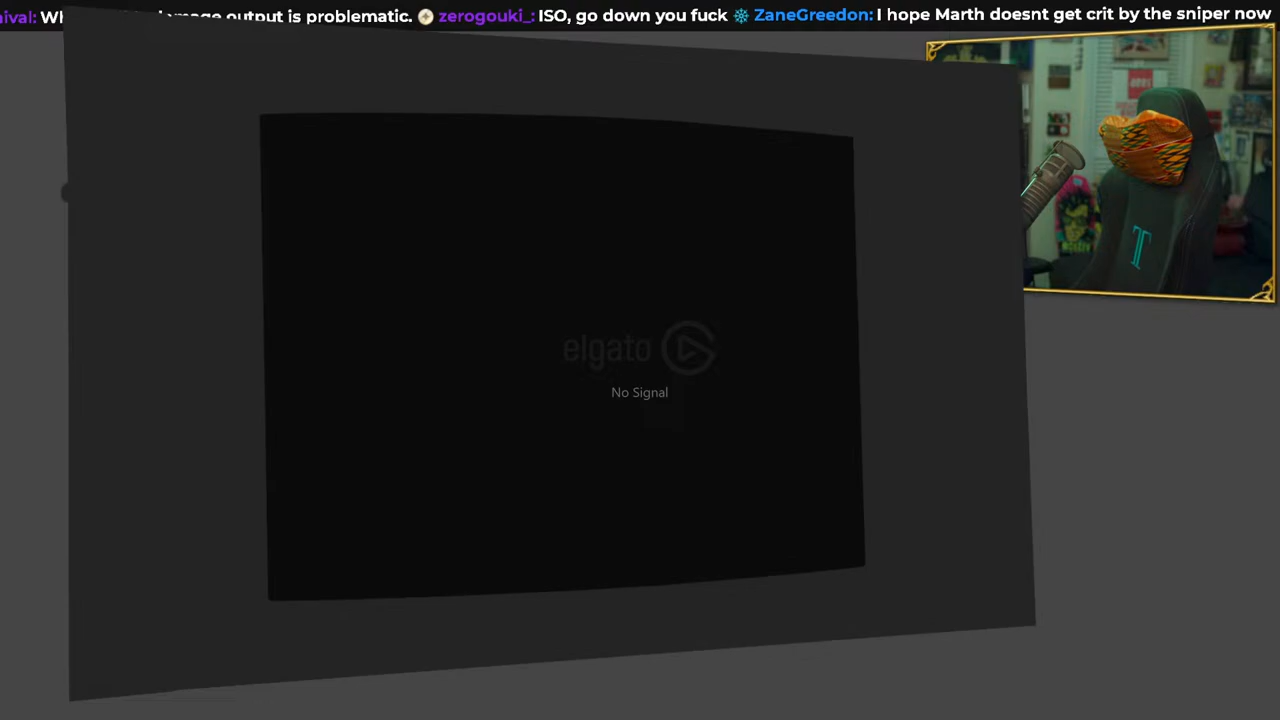 nival: output is problematic. zerogouki_: ISO, go down you fuck ZaneGreedon: I hope Marth doesnt get crit by the sniper now
elgato
No Signal
T